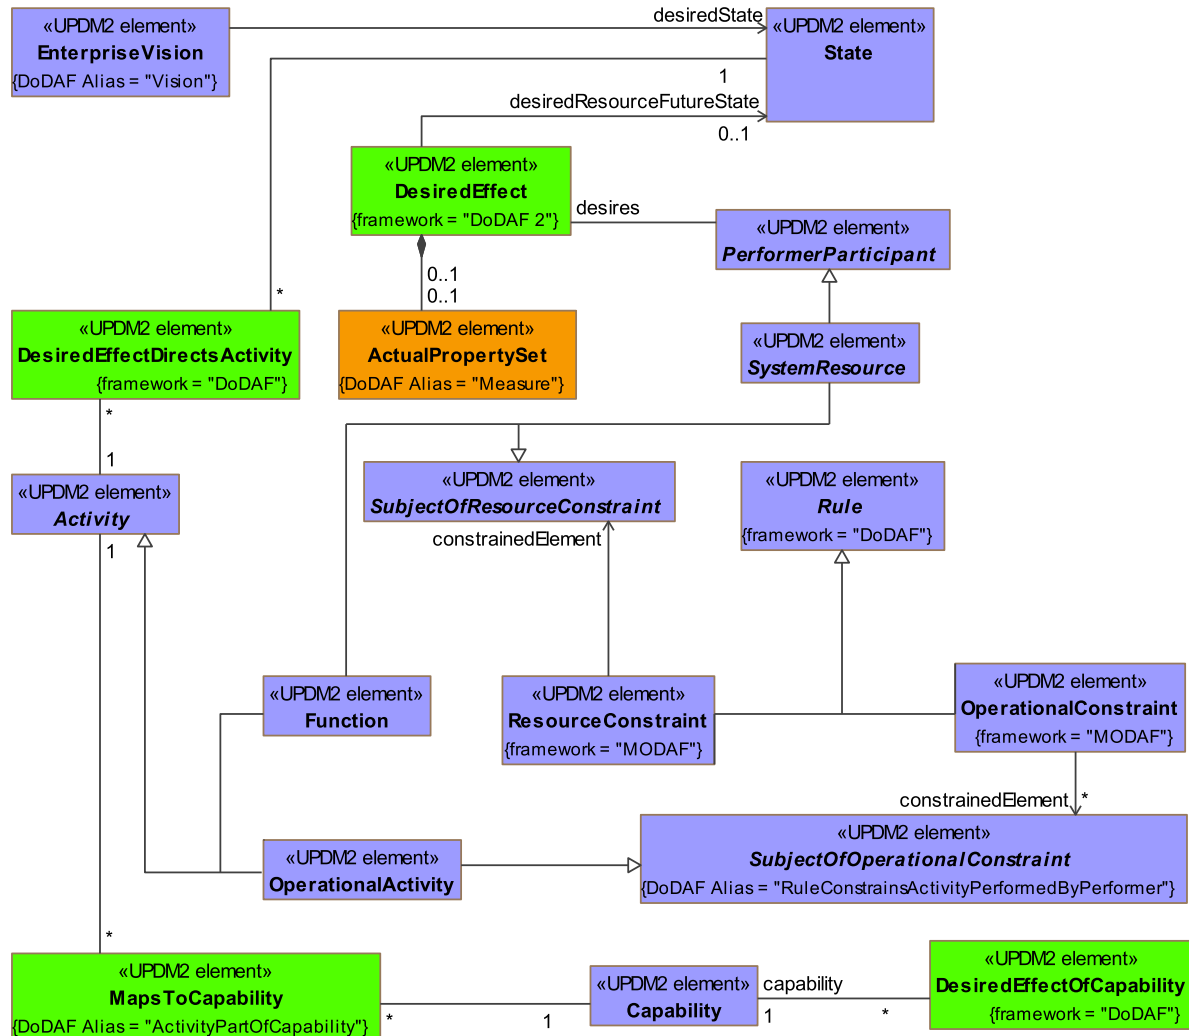 «UPDM2 element»
EnterpriseVision
{DoDAF Alias = "Vision"}
desiredState
«UPDM2 element»
State
1
desiredResourceFutureState
0..1
«UPDM2 element»
DesiredEffect
{framework = "DoDAF 2"}
desires
«UPDM2 element»
PerformerParticipant
0..1
0..1
*
«UPDM2 element»
DesiredEffectDirectsActivity
{framework = "DoDAF"}
«UPDM2 element»
ActualPropertySet
{DoDAF Alias = "Measure"}
«UPDM2 element»
SystemResource
*
1
«UPDM2 element»
Activity
1
«UPDM2 element»
SubjectOfResourceConstraint
constrainedElement
«UPDM2 element»
Rule
{framework = "DoDAF"}
«UPDM2 element»
Function
«UPDM2 element»
ResourceConstraint
{framework = "MODAF"}
«UPDM2 element»
OperationalConstraint
{framework = "MODAF"}
constrainedElement *
«UPDM2 element»
OperationalActivity
«UPDM2 element»
SubjectOfOperationalConstraint
{DoDAF Alias = "RuleConstrainsActivityPerformedByPerformer"}
*
«UPDM2 element»
MapsToCapability
{DoDAF Alias = "ActivityPartOfCapability"}
*
1
«UPDM2 element»
Capability
capability
1
*
«UPDM2 element»
DesiredEffectOfCapability
{framework = "DoDAF"}